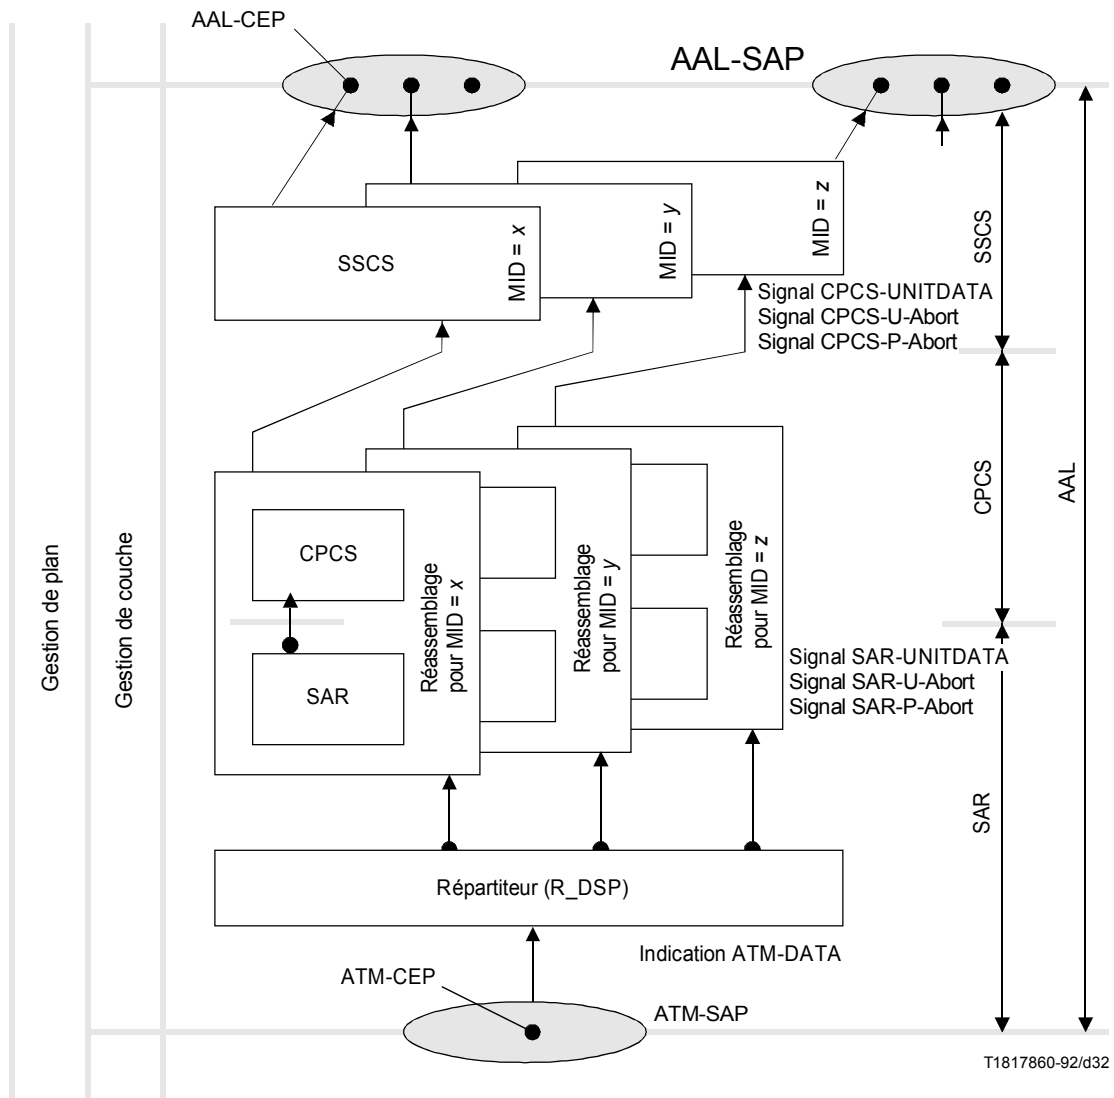 AAL-CEP
AAL-SAP
MID = z
MID = y
MID = x
SSCS
SSCS
Signal CPCS-UNITDATA
Signal CPCS-U-Abort
Signal CPCS-P-Abort
CPCS
AAL
Gestion de plan
Gestion de couche
CPCS
SAR
Réassemblage
pour MID = x
Réassemblage
pour MID = y
Réassemblage
pour MID = z
Signal SAR-UNITDATA
Signal SAR-U-Abort
Signal SAR-P-Abort
SAR
Répartiteur (R_DSP)
Indication ATM-DATA
ATM-CEP
ATM-SAP
T1817860-92/d32